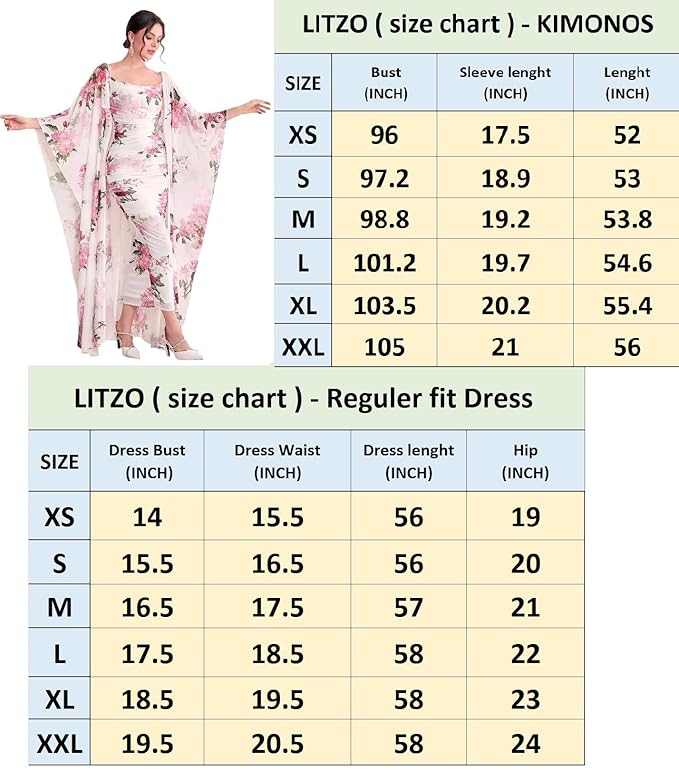 LITZO ( size chart ) - KIMONOS
SIZE Bust (INCH) Sleeve lenght (INCH) Lenght (INCH)
XS 96 17.5 52
S 97.2 18.9 53
M 98.8 19.2 53.8
L 101.2 19.7 54.6
XL 103.5 20.2 55.4
XXL 105 21 56
LITZO ( size chart ) - Reguler fit Dress
SIZE Dress Bust (INCH) Dress Waist (INCH) Dress lenght (INCH) Hip (INCH)
XS 14 15.5 56 19
S 15.5 16.5 56 20
M 16.5 17.5 57 21
L 17.5 18.5 58 22
XL 18.5 19.5 58 23
XXL 19.5 20.5 58 24